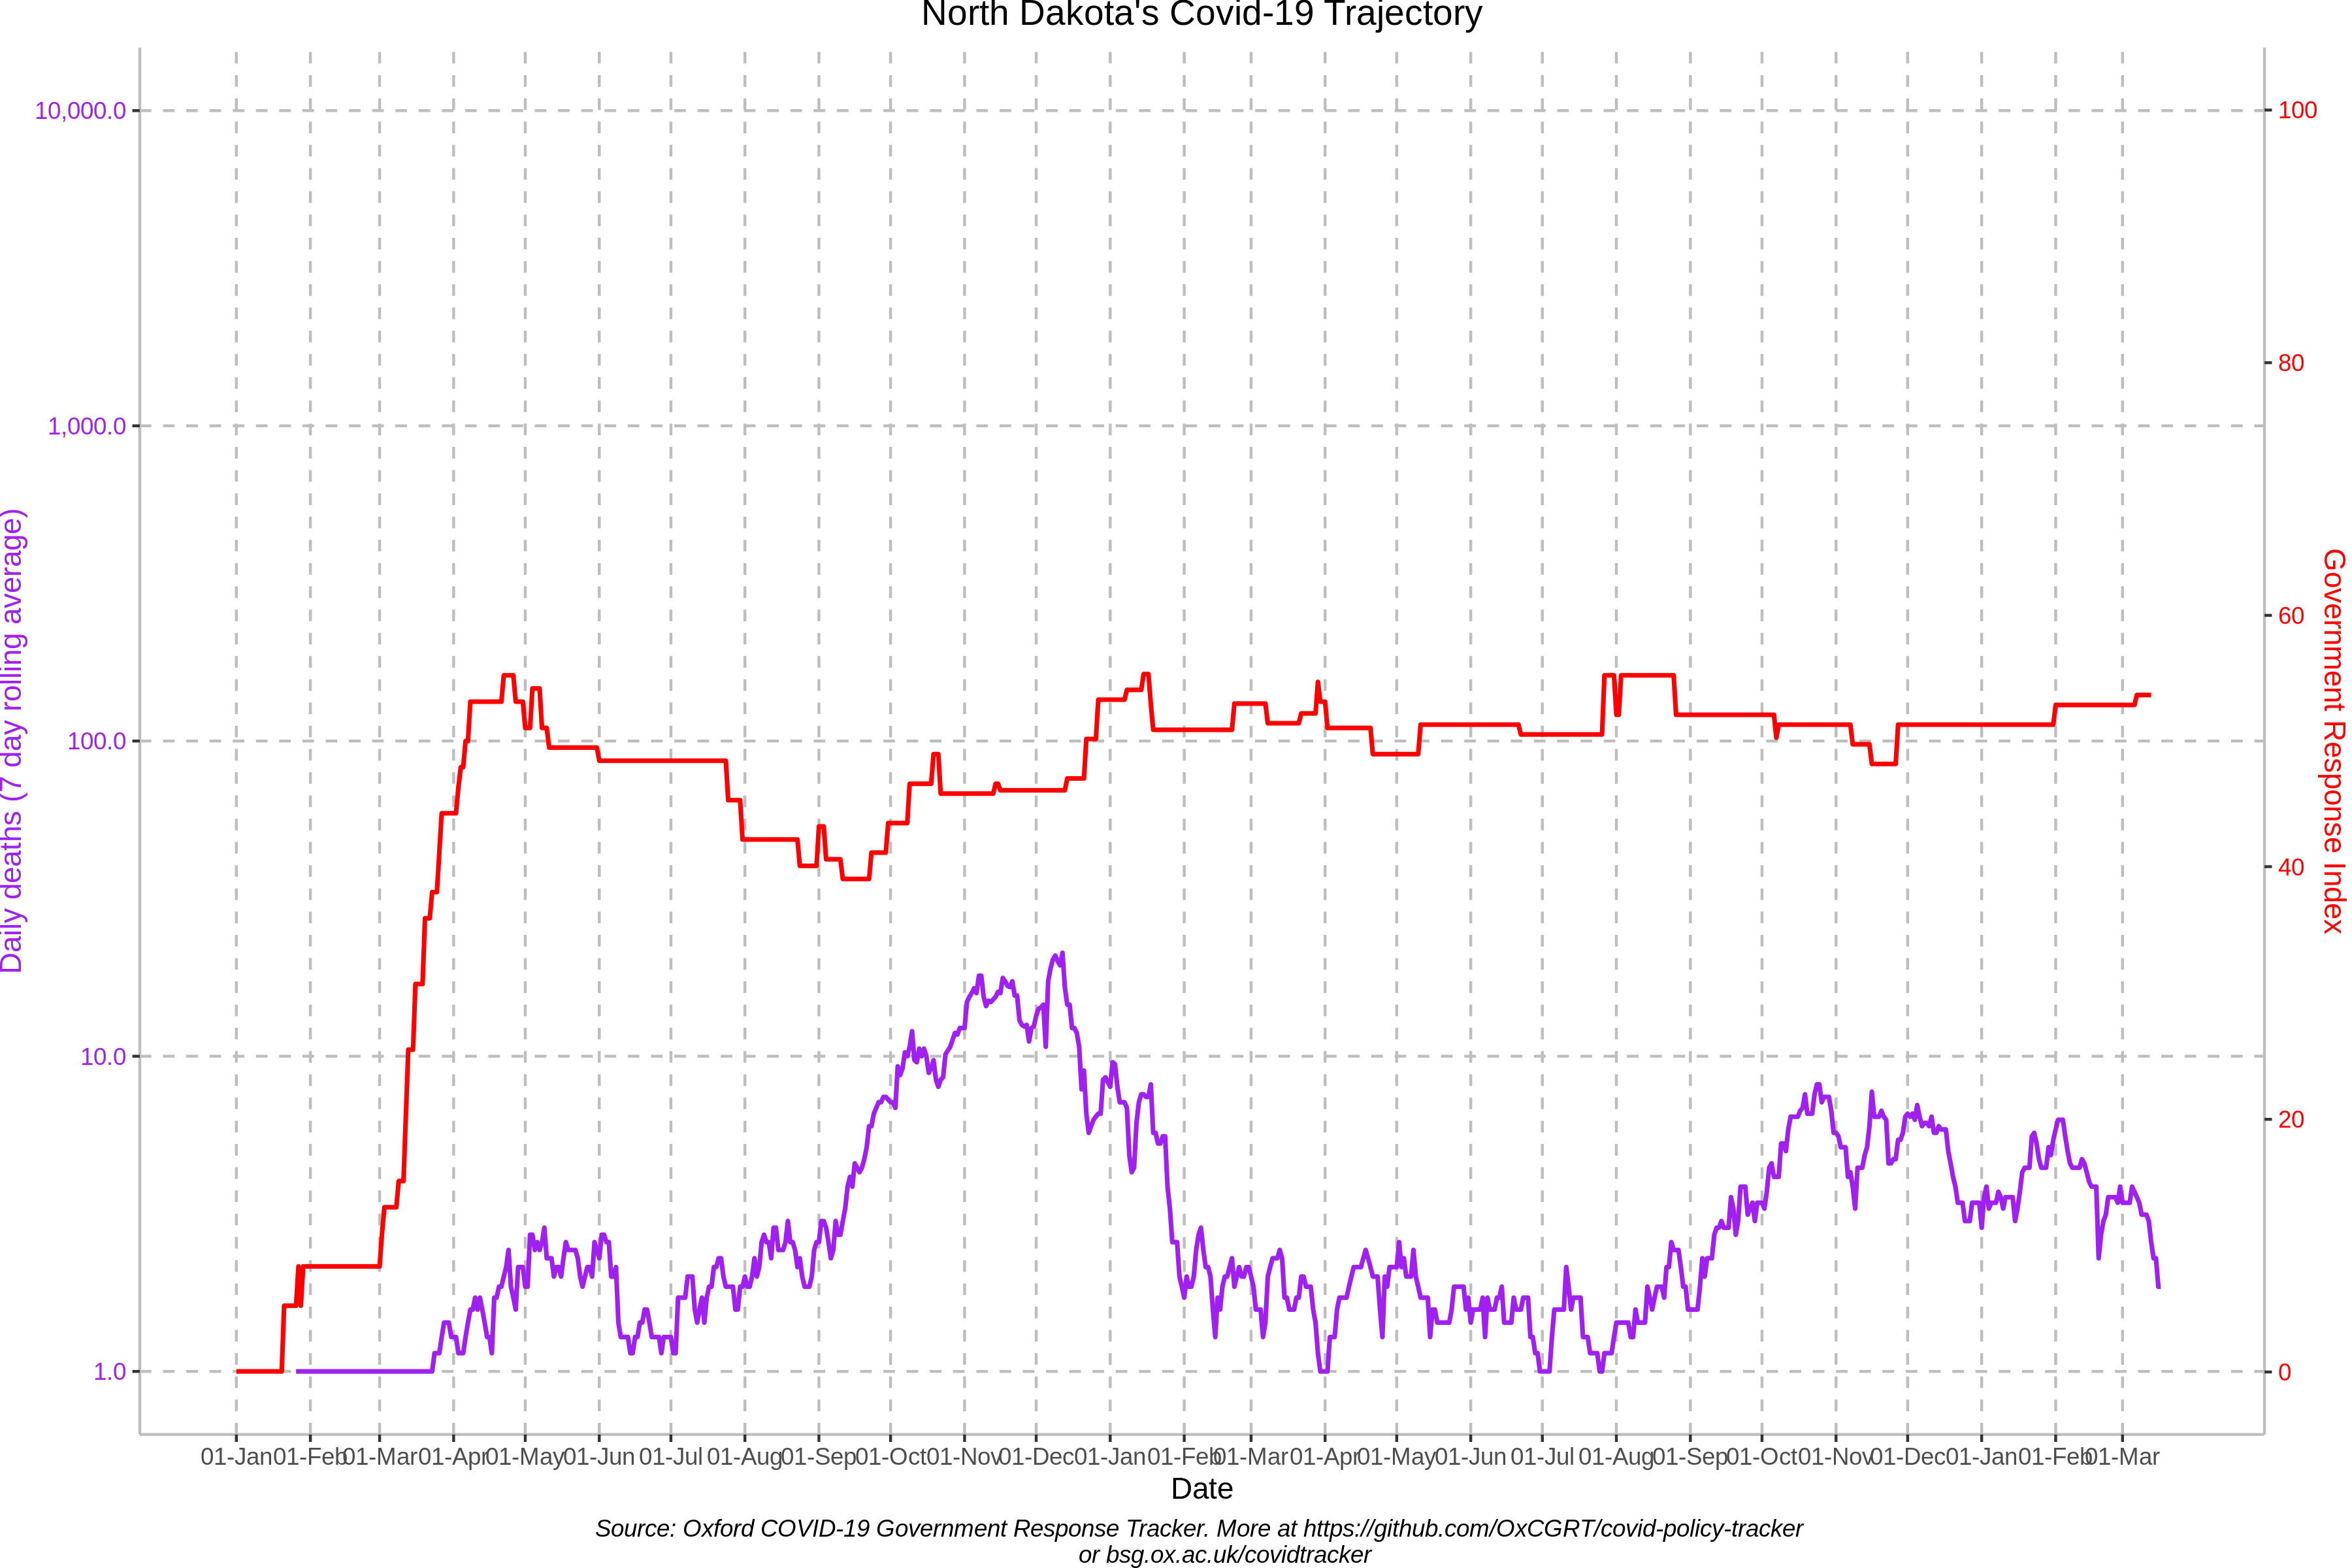 North Dakota's Covid-19 Trajectory
10,000.0
1,000.0
100.0
10.0
1.0
Daily deaths (7 day rolling average)
100
80
60
40
20
0
Government Response Index
01-Jan 01-Feb 01-Mar 01-Apr 01-May 01-Jun 01-Jul 01-Aug 01-Sep 01-Oct 01-Nov 01-Dec 01-Jan 01-Feb 01-Mar 01-Apr 01-May 01-Jun 01-Jul 01-Aug 01-Sep 01-Oct 01-Nov 01-Dec 01-Jan 01-Feb 01-Mar
Date
Source: Oxford COVID-19 Government Response Tracker. More at https://github.com/OxCGRT/covid-policy-tracker
or bsg.ox.ac.uk/covidtracker